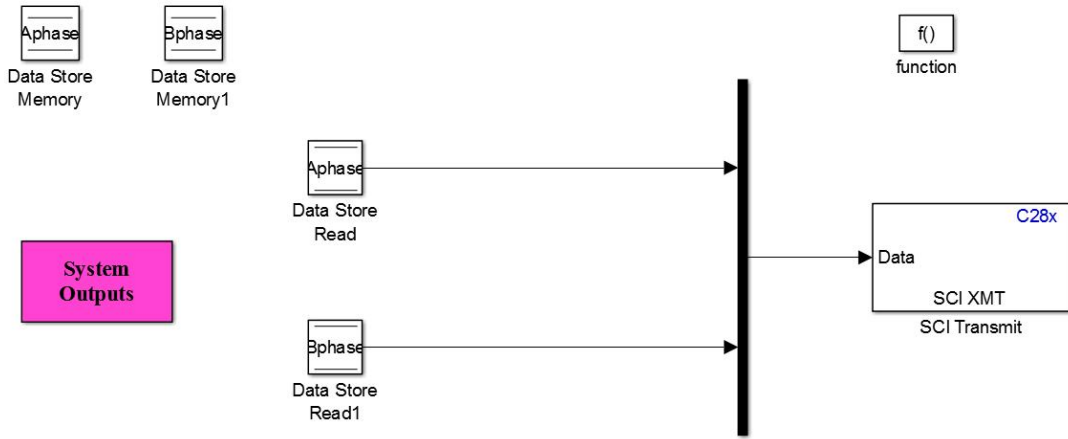 Aphase
Data Store
Memory
Bphase
Data Store
Memory1
f()
function
Aphase
Data Store
Read
System
Outputs
C28x
Data
SCI XMT
SCI Transmit
Bphase
Data Store
Read1